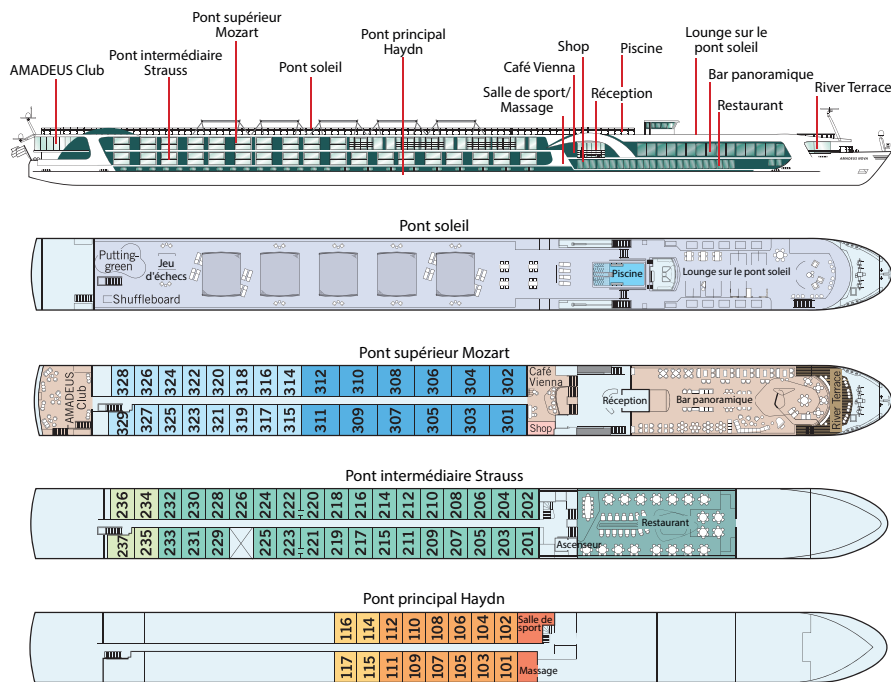 Pont supérieur
Mozart
Pont principal
Haydn
Lounge sur le
pont soleil
Pont intermédiaire
Strauss
Shop
Piscine
AMADEUS Club
Pont soleil
Café Vienna
Bar panoramique
Salle de sport/
Massage
Réception
Restaurant
River Terrace
Pont soleil
Putting-
green
Jeu
d'échecs
Shuffleboard
Piscine
Lounge sur le pont soleil
Pont supérieur Mozart
AMADEUS
Club
328 326 324 322 320 318 316 314 312 310 308 306 304 302
329 327 325 323 321 319 317 315 311 309 307 305 303 301
Café
Vienna
Shop
Réception
Bar panoramique
River Terrace
Pont intermédiaire Strauss
236 234 232 230 228 226 224 222 220 218 216 214 212 210 208 206 204 202
237 235 233 231 229 225 223 221 219 217 215 211 209 207 205 203 201
Ascenseur
Restaurant
Pont principal Haydn
116 114 112 110 108 106 104 102
Salle de
sport
117 115 111 109 107 105 103 101
Massage